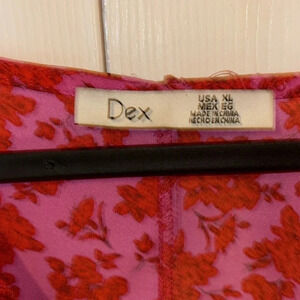 Dex
USA XL
MEX EG
MADE IN CHINA
HECHO EN CHINA